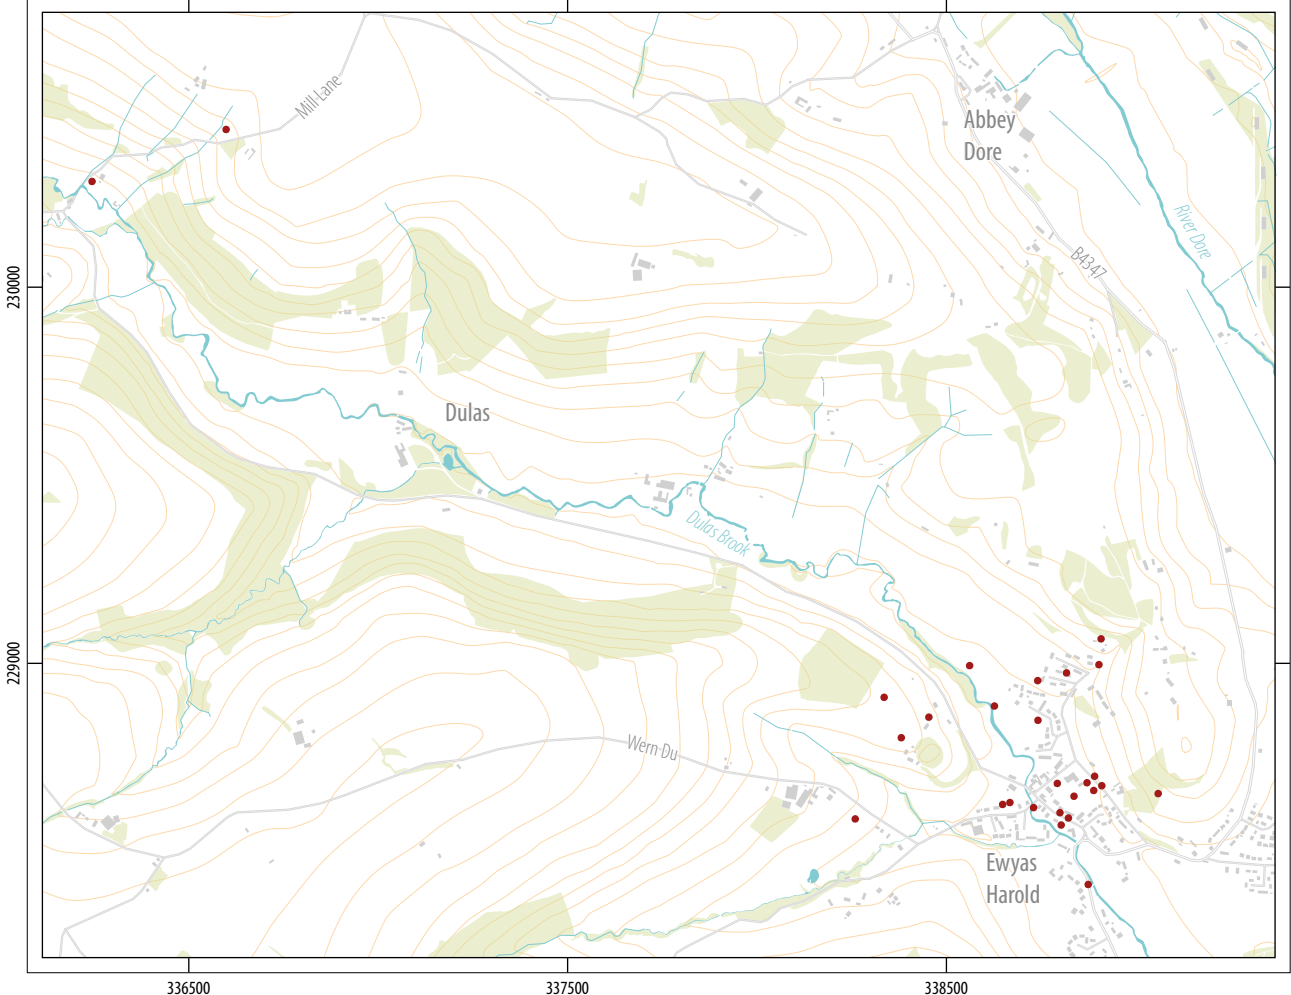 Mill Lane
Abbey
Dore
River Dore
B4347
230000
Dulas
Dulas Brook
229000
Wern Du
Ewyas
Harold
336500
337500
338500